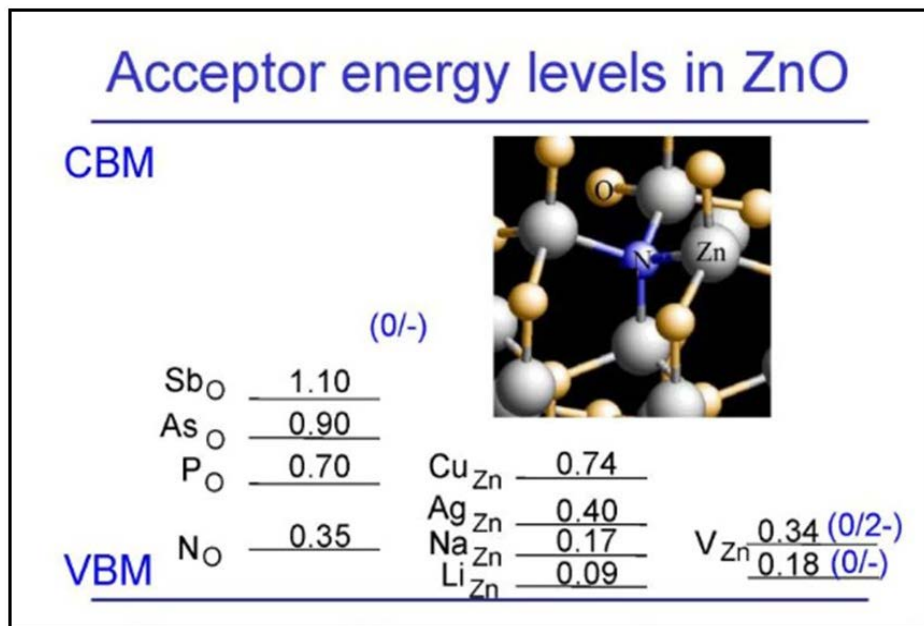 Acceptor energy levels in ZnO
CBM
O
N
Zn
(0/-)
SbO 1.10
AsO 0.90
PO 0.70
NO 0.35
CuZn 0.74
AgZn 0.40
NaZn 0.17
LiZn 0.09
VZn 0.34 (0/2-)
0.18 (0/-)
VBM